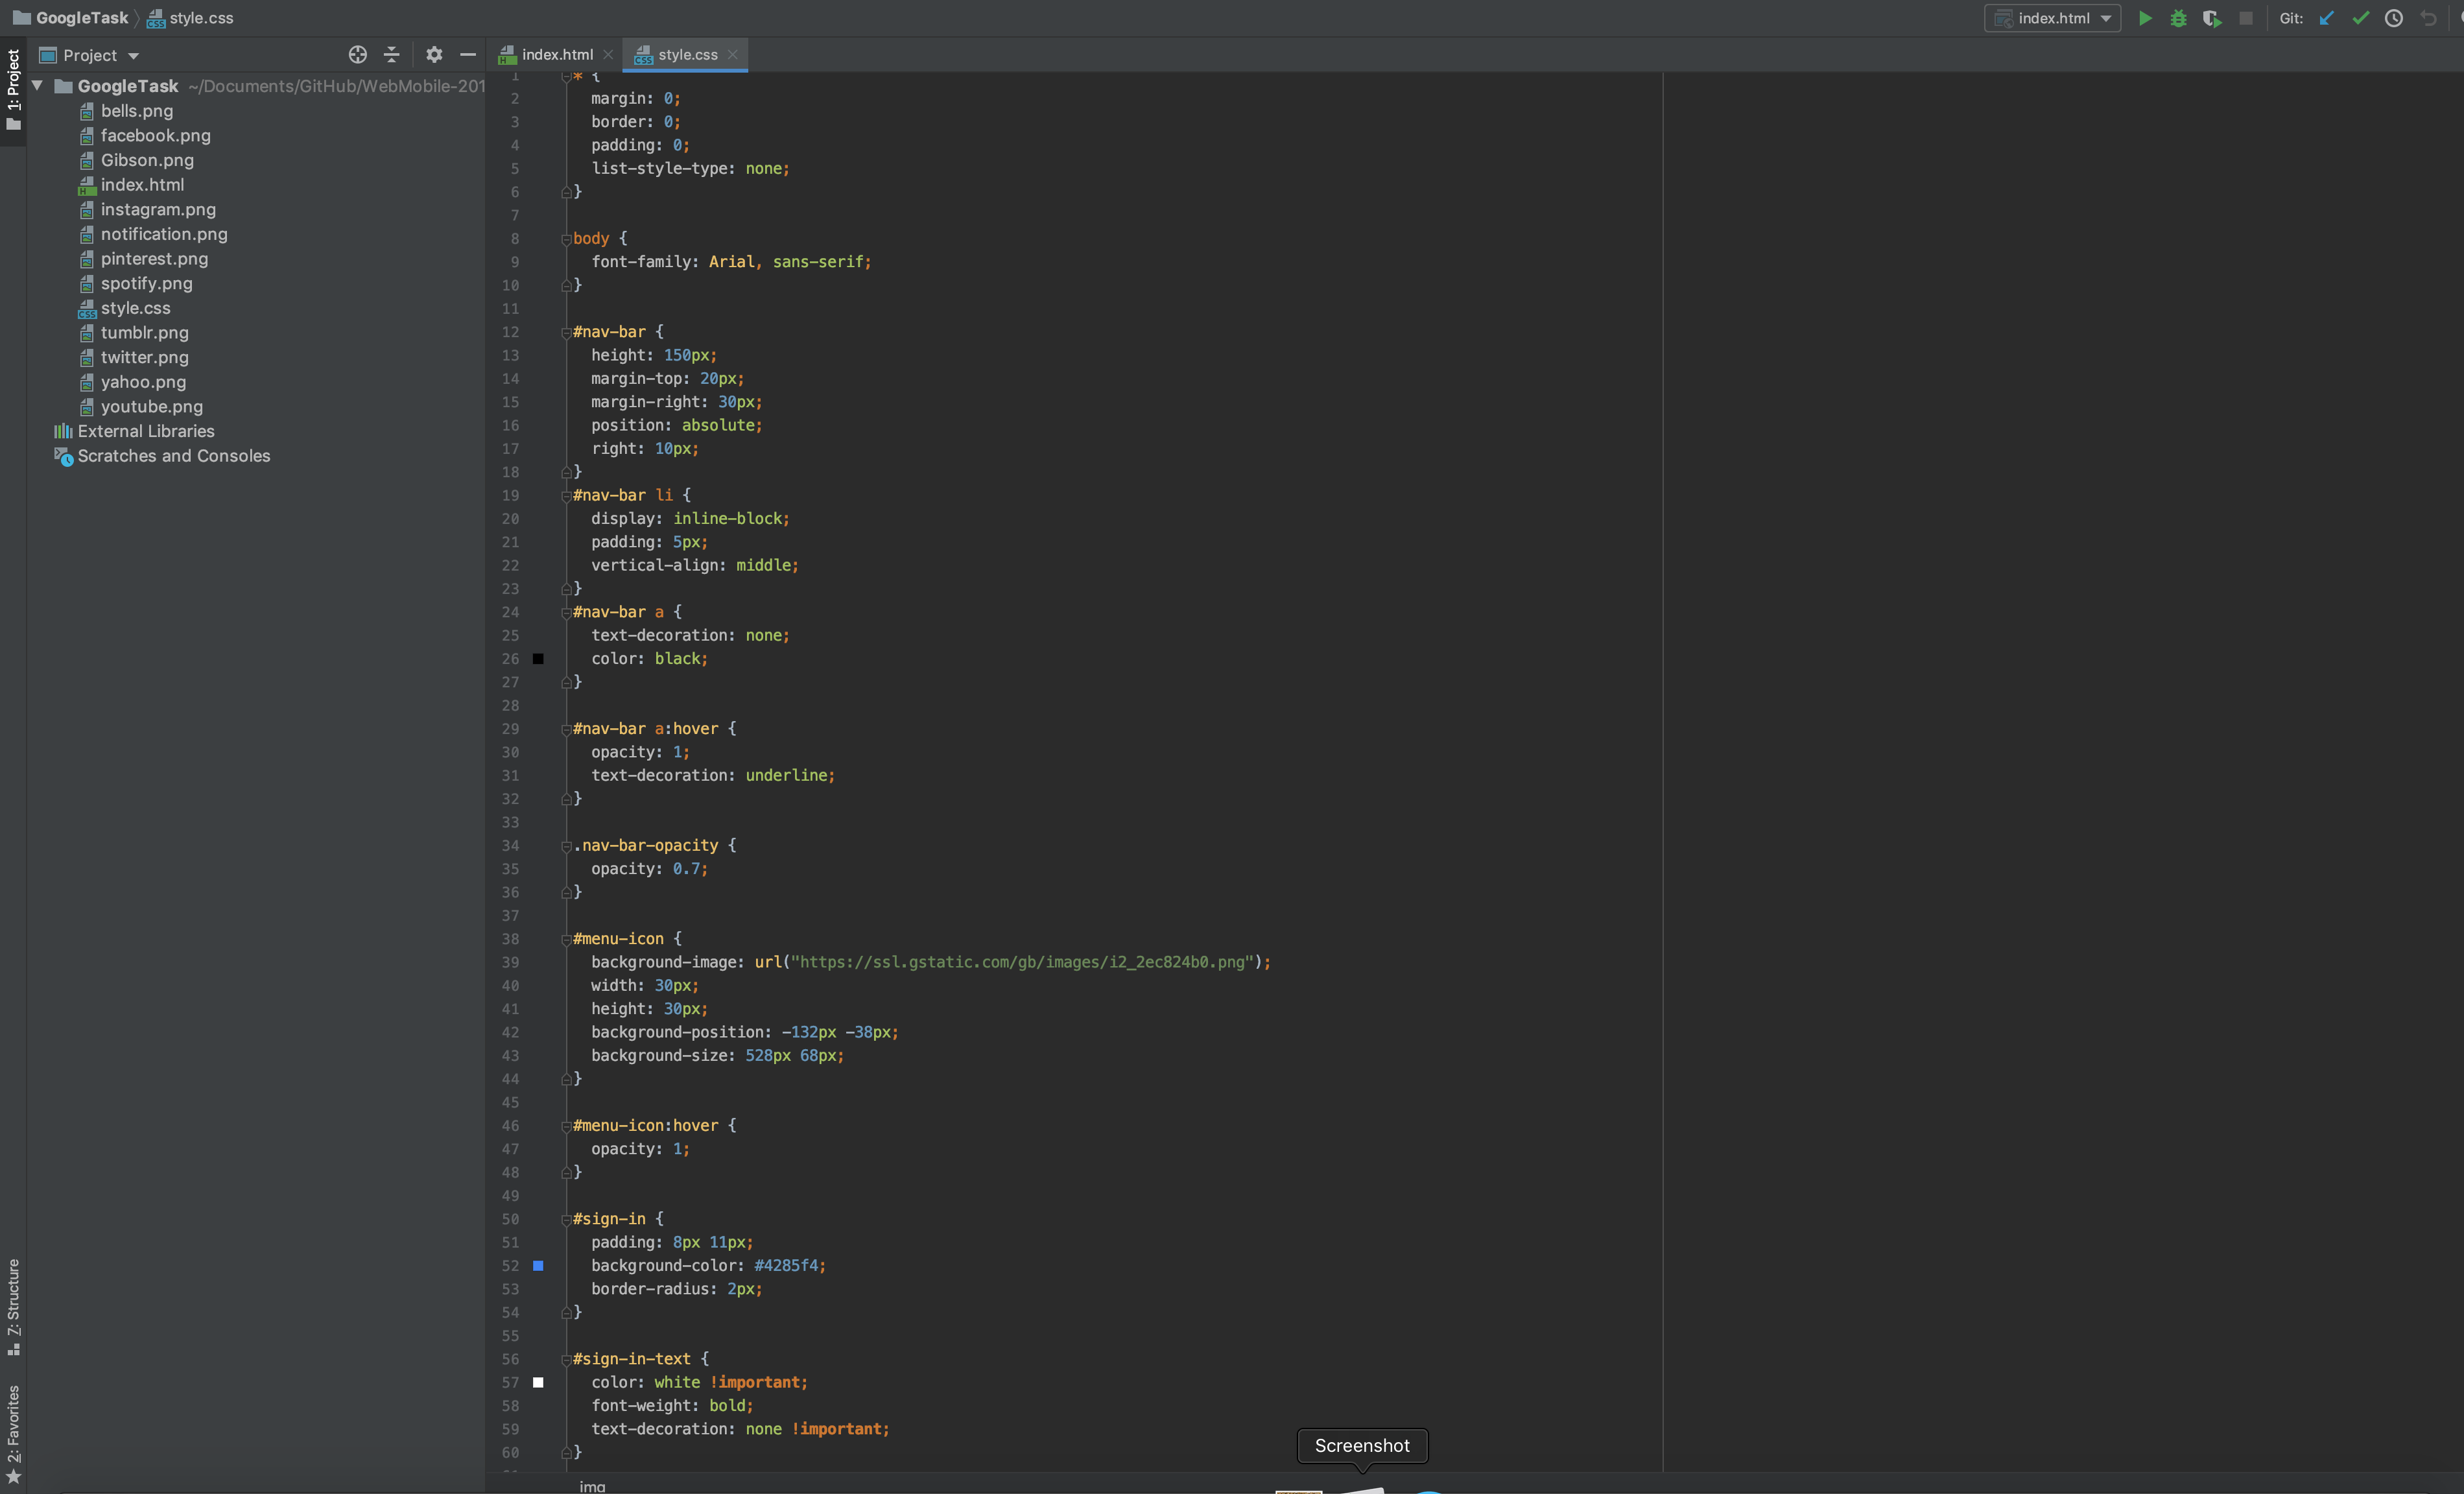 GoogleTask style.css
index.html Git:
1: Project
Project
index.html style.css
GoogleTask ~/Documents/GitHub/WebMobile-201
bells.png
facebook.png
Gibson.png
index.html
instagram.png
notification.png
pinterest.png
spotify.png
style.css
tumblr.png
twitter.png
yahoo.png
youtube.png
External Libraries
Scratches and Consoles
Z: Structure
2: Favorites
1 * {
2 margin: 0;
3 border: 0;
4 padding: 0;
5 list-style-type: none;
6 }
7
8 body {
9 font-family: Arial, sans-serif;
10 }
11
12 #nav-bar {
13 height: 150px;
14 margin-top: 20px;
15 margin-right: 30px;
16 position: absolute;
17 right: 10px;
18 }
19 #nav-bar li {
20 display: inline-block;
21 padding: 5px;
22 vertical-align: middle;
23 }
24 #nav-bar a {
25 text-decoration: none;
26 color: black;
27 }
28
29 #nav-bar a:hover {
30 opacity: 1;
31 text-decoration: underline;
32 }
33
34 .nav-bar-opacity {
35 opacity: 0.7;
36 }
37
38 #menu-icon {
39 background-image: url("https://ssl.gstatic.com/gb/images/i2_2ec824b0.png");
40 width: 30px;
41 height: 30px;
42 background-position: -132px -38px;
43 background-size: 528px 68px;
44 }
45
46 #menu-icon:hover {
47 opacity: 1;
48 }
49
50 #sign-in {
51 padding: 8px 11px;
52 background-color: #4285f4;
53 border-radius: 2px;
54 }
55
56 #sign-in-text {
57 color: white !important;
58 font-weight: bold;
59 text-decoration: none !important;
60 }
Screenshot
img